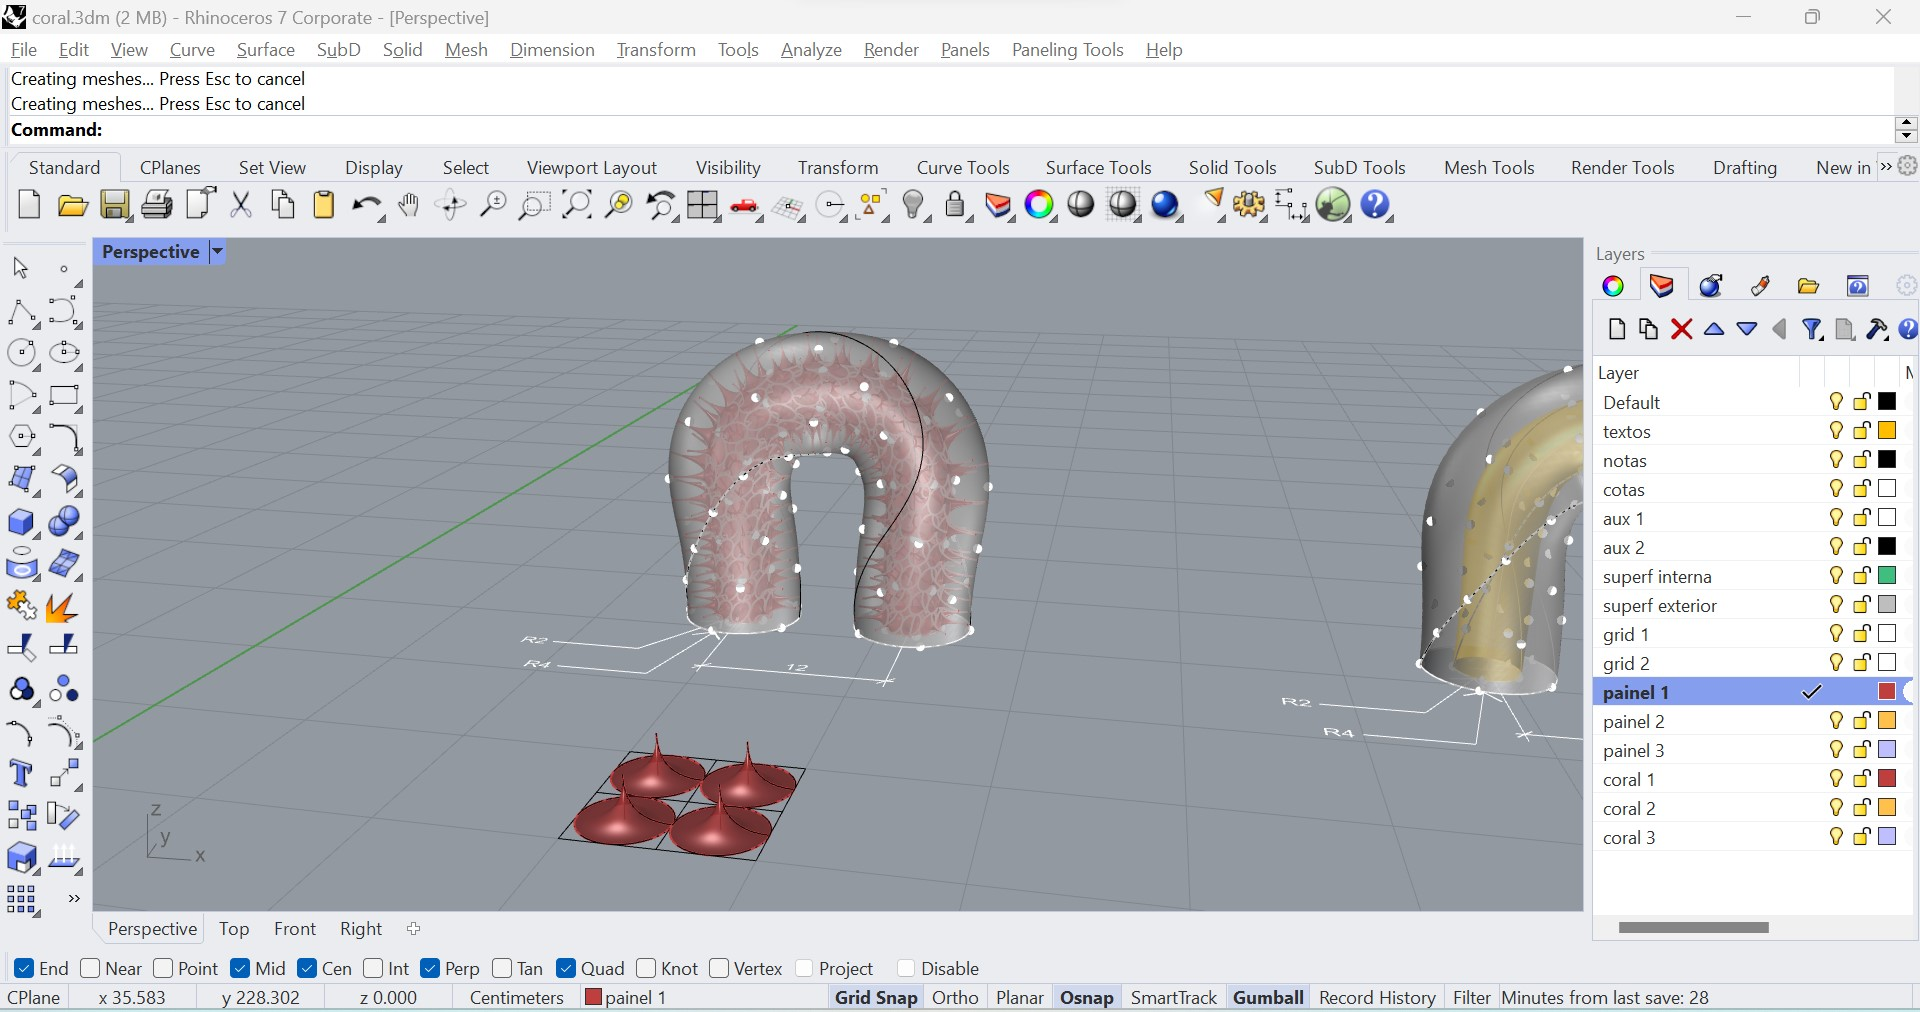 coral.3dm (2 MB) - Rhinoceros 7 Corporate - [Perspective]
File Edit View Curve Surface SubD Solid Mesh Dimension Transform Tools Analyze Render Panels Paneling Tools Help
Creating meshes... Press Esc to cancel
Creating meshes... Press Esc to cancel
Command:
Standard CPlanes Set View Display Select Viewport Layout Visibility Transform Curve Tools Surface Tools Solid Tools SubD Tools Mesh Tools Render Tools Drafting New in
Perspective
Layers
Layer
Default
textos
notas
cotas
aux 1
aux 2
superf interna
superf exterior
grid 1
grid 2
painel 1
painel 2
painel 3
coral 1
coral 2
coral 3
R2
R4
12
R2
R4
z
y
x
Perspective Top Front Right
End Near Point Mid Cen Int Perp Tan Quad Knot Vertex Project Disable
CPlane x 35.583 y 228.302 z 0.000 Centimeters painel 1 Grid Snap Ortho Planar Osnap SmartTrack Gumball Record History Filter Minutes from last save: 28